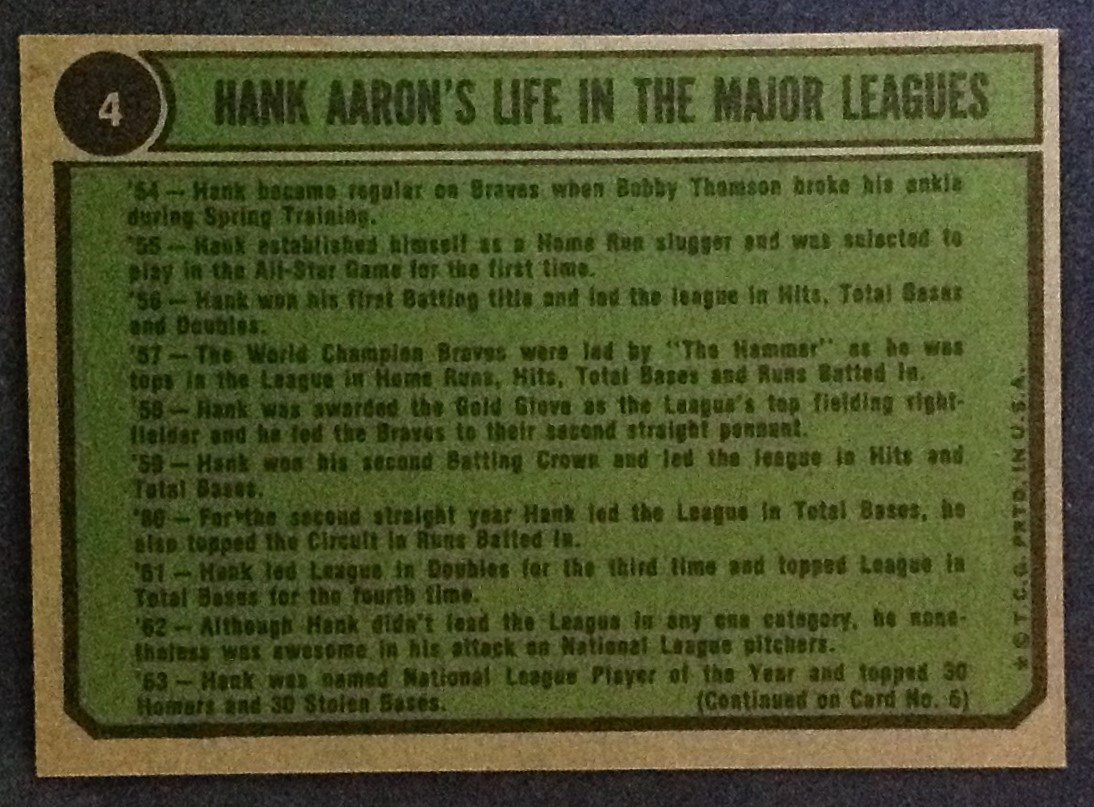 4
HANK AARON'S LIFE IN THE MAJOR LEAGUES
'54 — Hank became regular on Braves when Bobby Thomson broke his ankle
during Spring Training.
'55 — Hank established himself as a Home Run slugger and was selected to
play in the All-Star Game for the first time.
'56 — Hank won his first Batting title and led the league in Hits, Total Bases
and Doubles.
'57 — The World Champion Braves were led by "The Hammer" as he was
tops in the League in Home Runs, Hits, Total Bases and Runs Batted In.
'58 — Hank was awarded the Gold Glove as the League's top fielding right-
fielder and he led the Braves to their second straight pennant.
'59 — Hank won his second Batting Crown and led the league in Hits and
Total Bases.
'60 — For the second straight year Hank led the League in Total Bases, he
also topped the Circuit in Runs Batted In.
'61 — Hank led League in Doubles for the third time and topped League in
Total Bases for the fourth time.
'62 — Although Hank didn't lead the League in any one category, he none-
theless was awesome in his attack on National League pitchers.
'63 — Hank was named National League Player of the Year and topped 30
Homers and 30 Stolen Bases. (Continued on Card No. 6)
* © T.C.G. PRTD. IN U.S.A.